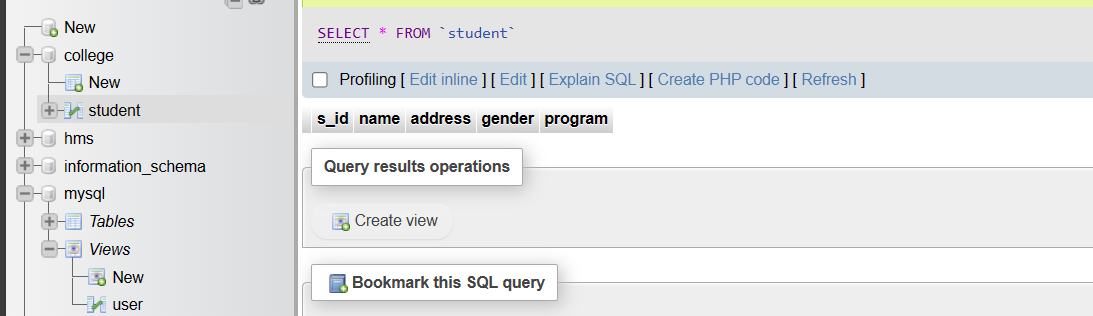 New
college
New
student
hms
information_schema
mysql
Tables
Views
New
user
SELECT * FROM `student`
Profiling [ Edit inline ] [ Edit ] [ Explain SQL ] [ Create PHP code ] [ Refresh ]
s_id name address gender program
Query results operations
Create view
Bookmark this SQL query